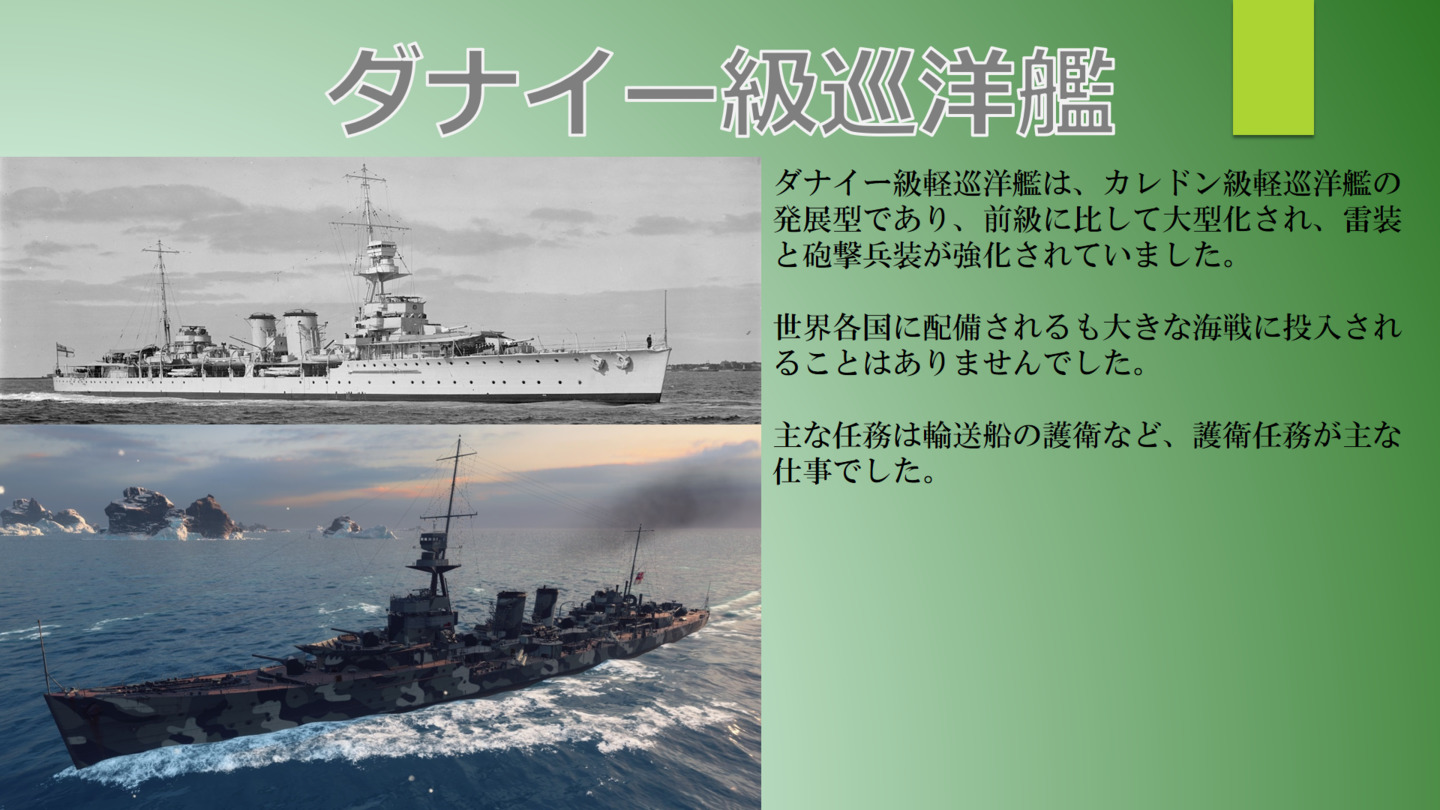 ダナイー級巡洋艦
ダナイー級軽巡洋艦は、カレドン級軽巡洋艦の
発展型であり、前級に比して大型化され、雷装
と砲撃兵装が強化されていました。
世界各国に配備されるも大きな海戦に投入され
ることはありませんでした。
主な任務は輸送船の護衛など、護衛任務が主な
仕事でした。